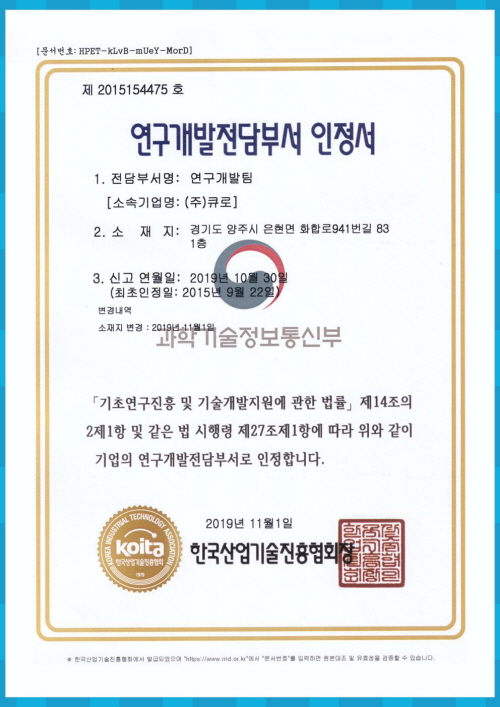 [문서번호: HPET-kLvB-mUeY-MorD]
제 2015154475 호
연구개발전담부서 인정서
1. 전담부서명: 연구개발팀
[소속기업명: (주)큐로]
2. 소 재 지: 경기도 양주시 은현면 화합로941번길 83
1층
3. 신고 연월일: 2019년 10월 30일
(최초인정일: 2015년 9월 22일)
변경내역
소재지 변경 : 2019년 11월1일
과학기술정보통신부
「기초연구진흥 및 기술개발지원에 관한 법률」 제14조의
2제1항 및 같은 법 시행령 제27조제1항에 따라 위와 같이
기업의 연구개발전담부서로 인정합니다.
2019년 11월1일
KOREA INDUSTRIAL TECHNOLOGY ASSOCIATION
koita
한국산업기술진흥협회
1979
한국산업기술진흥협회장
※ 한국산업기술진흥협회에서 발급되었으며 "https://www.rnd.or.kr"에서 "문서번호"를 입력하면 원본대조 및 유효성을 검증할 수 있습니다.